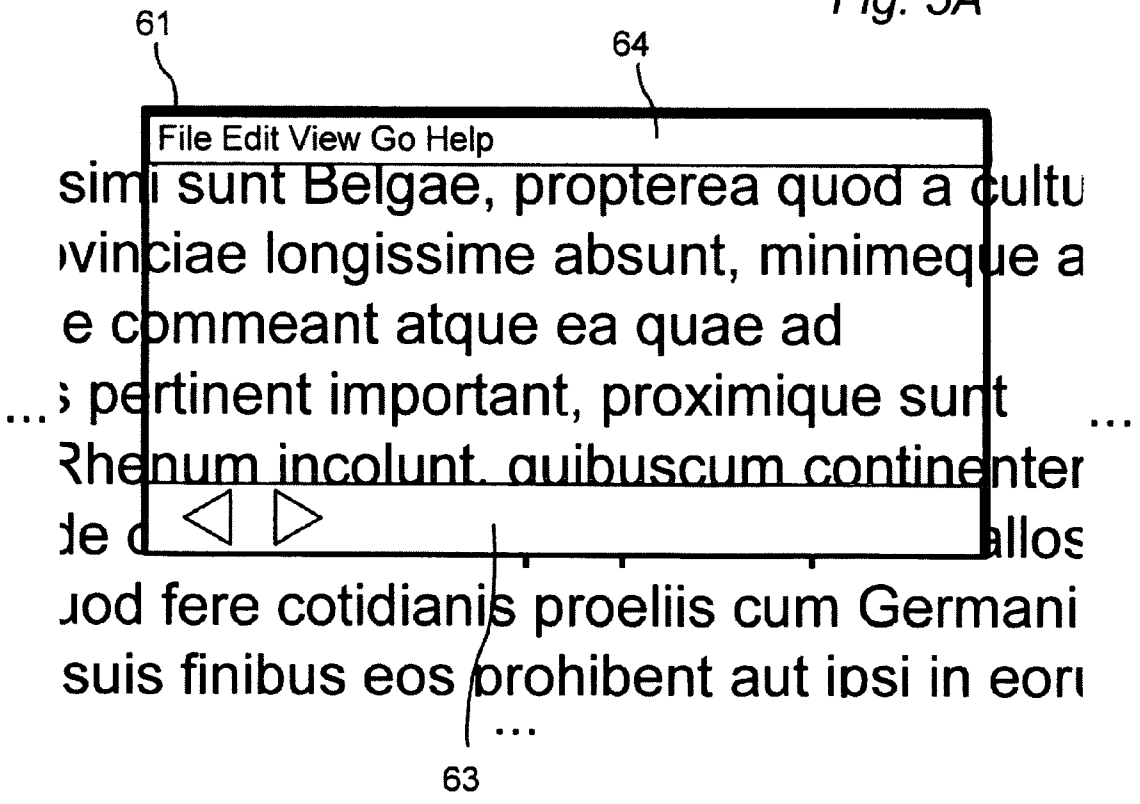 Fig. 5A
61
64
File Edit View Go Help
simi sunt Belgae, propterea quod a cultu
ovinciae longissime absunt, minimeque a
e commeant atque ea quae ad
... s pertinent important, proximique sunt ...
Rhenum incolunt, quibuscum continenter
de allos
uod fere cotidianis proeliis cum Germani
suis finibus eos prohibent aut ipsi in eoru
...
63